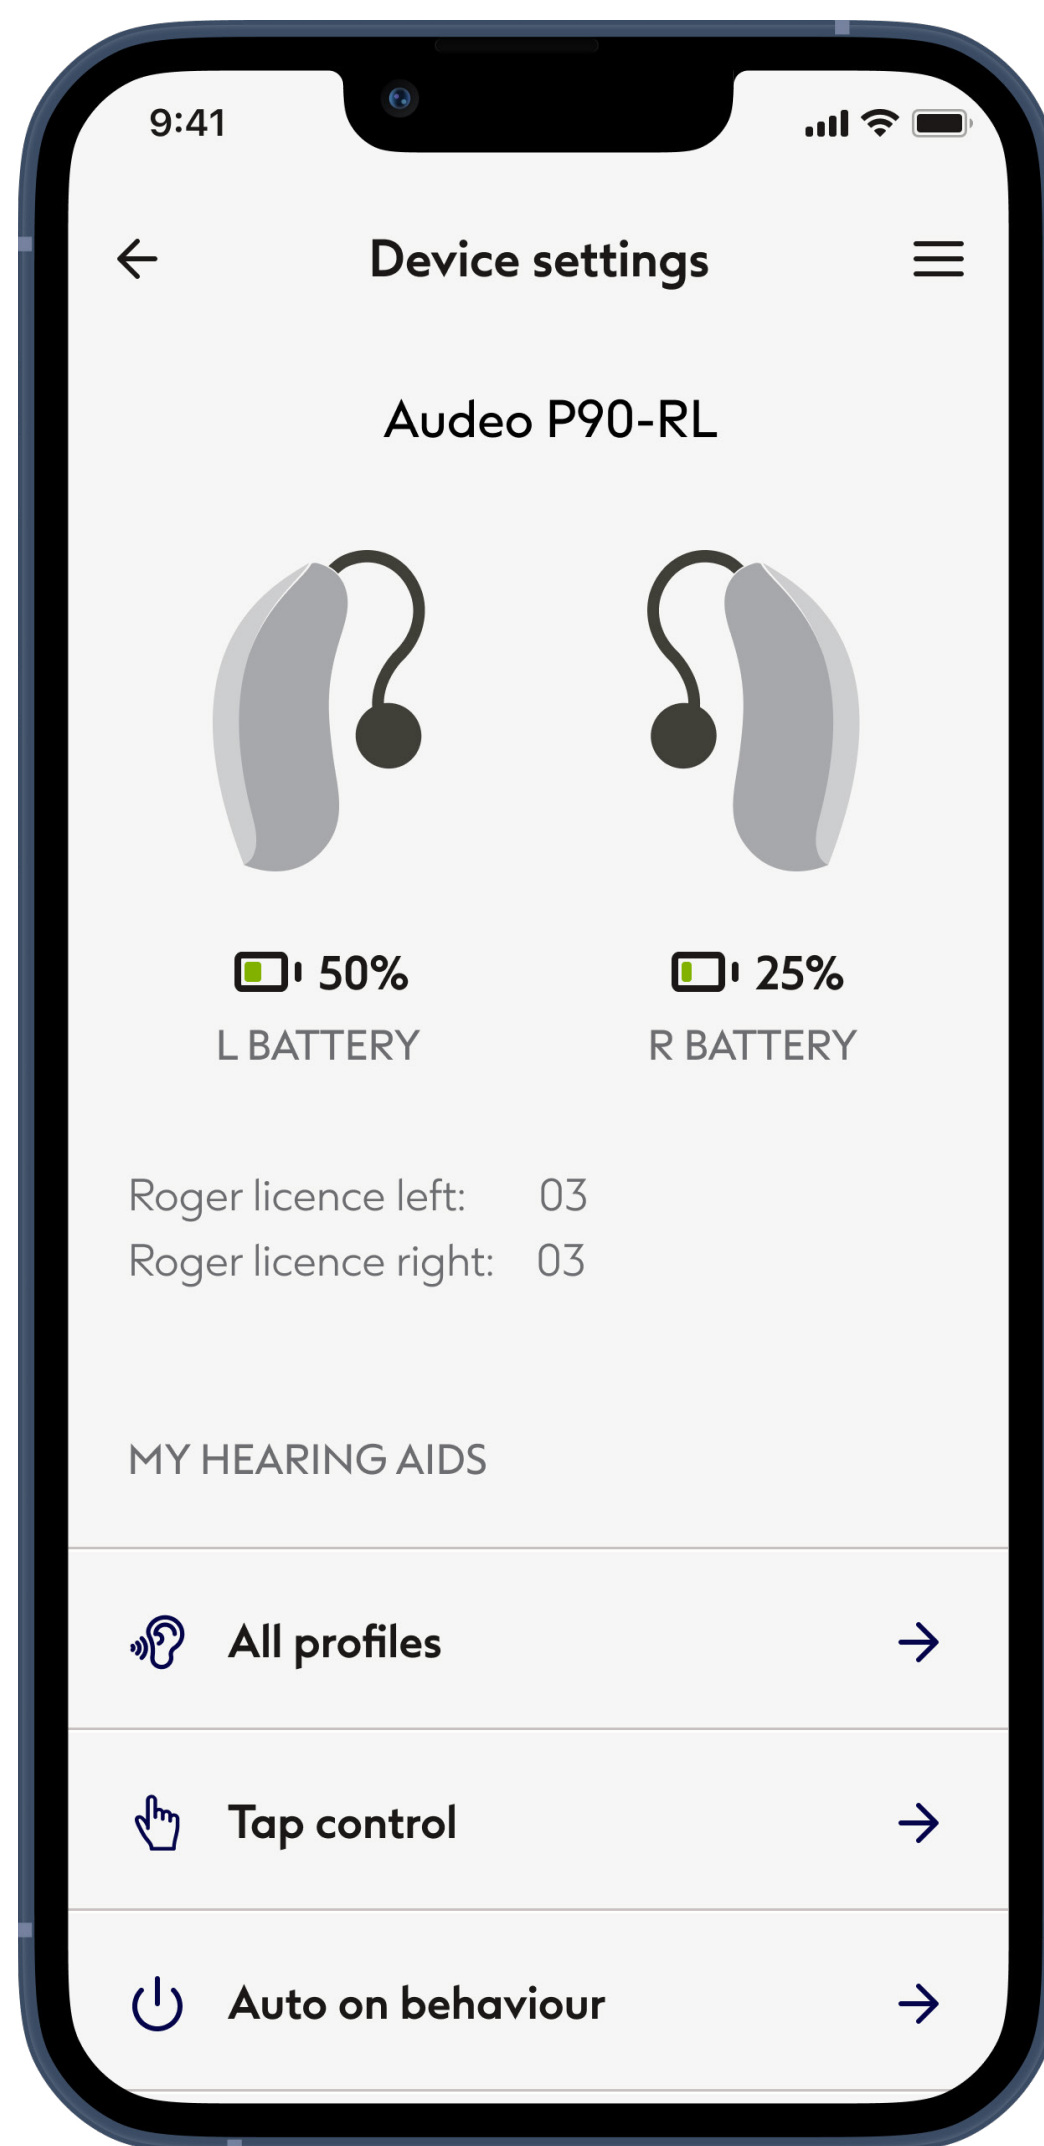 9:41
Device settings
Audeo P90-RL
50%
25%
L BATTERY
R BATTERY
Roger licence left: 03
Roger licence right: 03
MY HEARING AIDS
All profiles
Tap control
Auto on behaviour